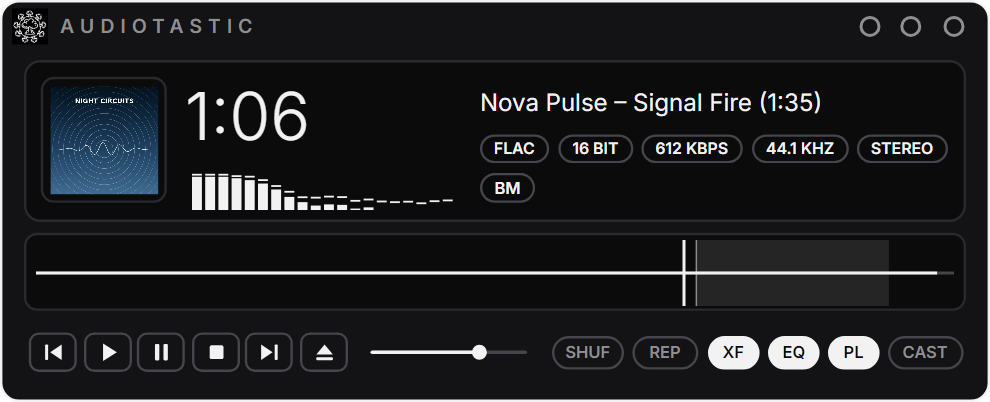 AUDIOTASTIC
NIGHT CIRCUITS
1:06
Nova Pulse – Signal Fire (1:35)
FLAC 16 BIT 612 KBPS 44.1 KHZ STEREO
BM
SHUF REP XF EQ PL CAST